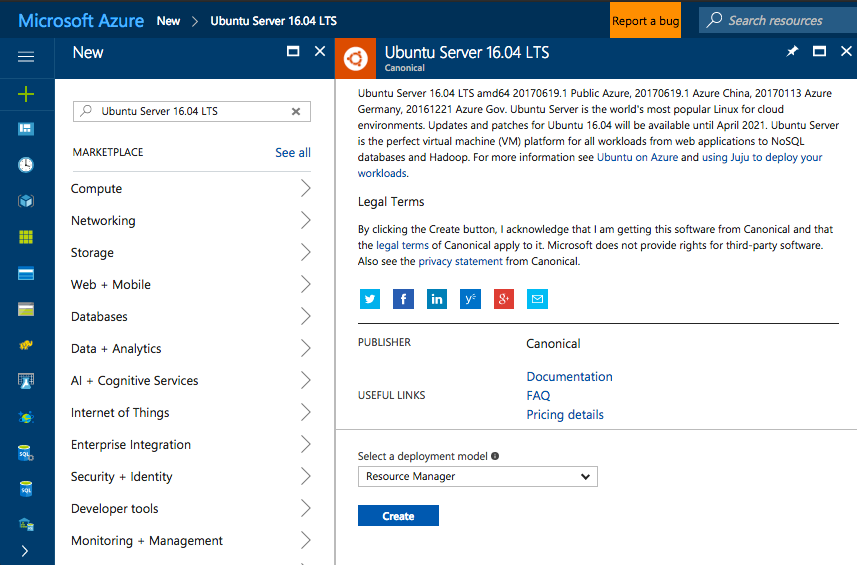 Microsoft Azure New > Ubuntu Server 16.04 LTS
Report a bug
Search resources
New
Ubuntu Server 16.04 LTS
MARKETPLACE
See all
Compute
Networking
Storage
Web + Mobile
Databases
Data + Analytics
AI + Cognitive Services
Internet of Things
Enterprise Integration
Security + Identity
Developer tools
Monitoring + Management
SQL
SQL
Ubuntu Server 16.04 LTS
Canonical
Ubuntu Server 16.04 LTS amd64 20170619.1 Public Azure, 20170619.1 Azure China, 20170113 Azure
Germany, 20161221 Azure Gov. Ubuntu Server is the world's most popular Linux for cloud
environments. Updates and patches for Ubuntu 16.04 will be available until April 2021. Ubuntu Server
is the perfect virtual machine (VM) platform for all workloads from web applications to NoSQL
databases and Hadoop. For more information see Ubuntu on Azure and using Juju to deploy your
workloads.
Legal Terms
By clicking the Create button, I acknowledge that I am getting this software from Canonical and that
the legal terms of Canonical apply to it. Microsoft does not provide rights for third-party software.
Also see the privacy statement from Canonical.
PUBLISHER
Canonical
USEFUL LINKS
Documentation
FAQ
Pricing details
Select a deployment model
Resource Manager
Create